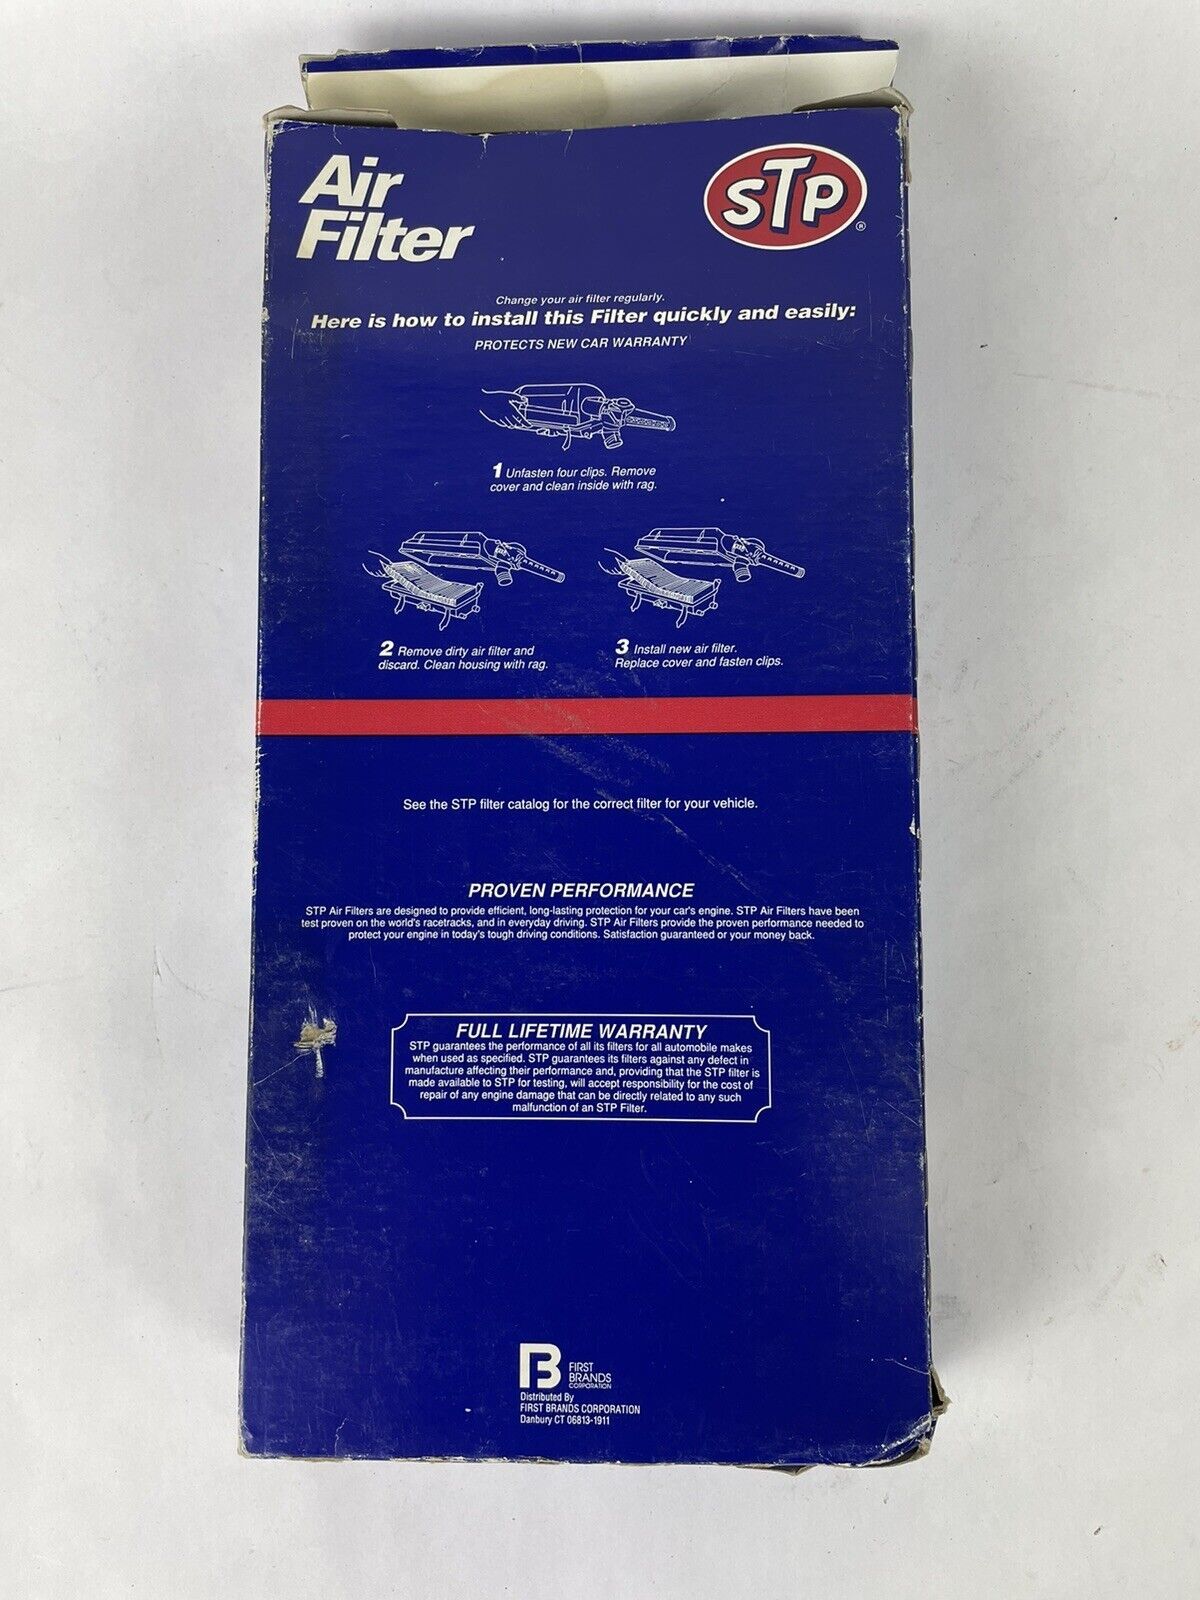 Air
Filter
STP
®
Change your air filter regularly.
Here is how to install this Filter quickly and easily:
PROTECTS NEW CAR WARRANTY
1 Unfasten four clips. Remove
cover and clean inside with rag.
2 Remove dirty air filter and
discard. Clean housing with rag.
3 Install new air filter.
Replace cover and fasten clips.
See the STP filter catalog for the correct filter for your vehicle.
PROVEN PERFORMANCE
STP Air Filters are designed to provide efficient, long-lasting protection for your car's engine. STP Air Filters have been
test proven on the world's racetracks, and in everyday driving. STP Air Filters provide the proven performance needed to
protect your engine in today's tough driving conditions. Satisfaction guaranteed or your money back.
FULL LIFETIME WARRANTY
STP guarantees the performance of all its filters for all automobile makes
when used as specified. STP guarantees its filters against any defect in
manufacture affecting their performance and, providing that the STP filter is
made available to STP for testing, will accept responsibility for the cost of
repair of any engine damage that can be directly related to any such
malfunction of an STP Filter.
FIRST
BRANDS
CORPORATION
Distributed By
FIRST BRANDS CORPORATION
Danbury CT 06813-1911